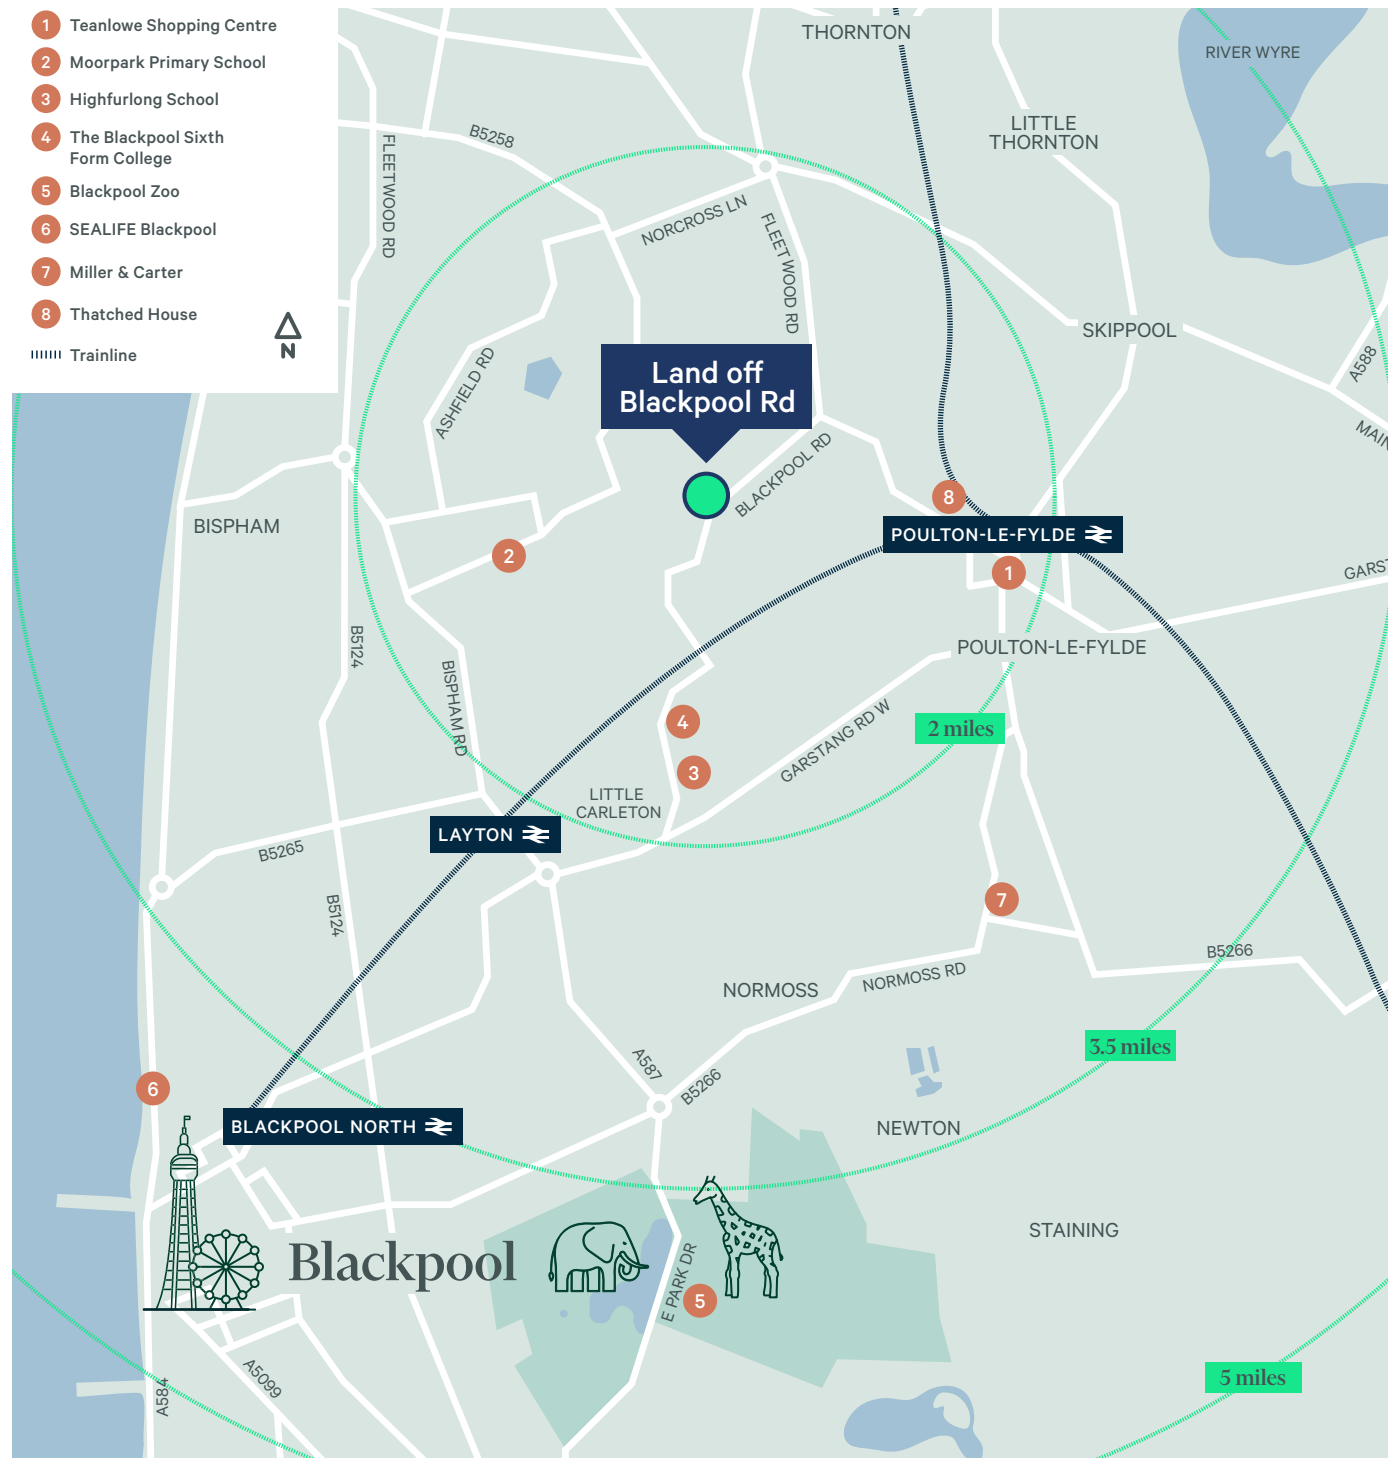 1 Teanlowe Shopping Centre
2 Moorpark Primary School
3 Highfurlong School
4 The Blackpool Sixth
Form College
5 Blackpool Zoo
6 SEALIFE Blackpool
7 Miller & Carter
8 Thatched House
Trainline
N
THORNTON
RIVER WYRE
LITTLE
THORNTON
B5258
FLEETWOOD RD
NORCROSS LN
FLEETWOOD RD
SKIPPOOL
A588
MAIN
ASHFIELD RD
Land off
Blackpool Rd
BLACKPOOL RD
8
BISPHAM
POULTON-LE-FYLDE
2
1
GARST
B5124
POULTON-LE-FYLDE
BISPHAM RD
4
GARSTANG RD W
2 miles
3
LITTLE
CARLETON
LAYTON
B5265
B5124
7
B5266
NORMOSS
NORMOSS RD
3.5 miles
A587
B5266
6
BLACKPOOL NORTH
NEWTON
STAINING
Blackpool
E PARK DR
5
A5099
A584
5 miles